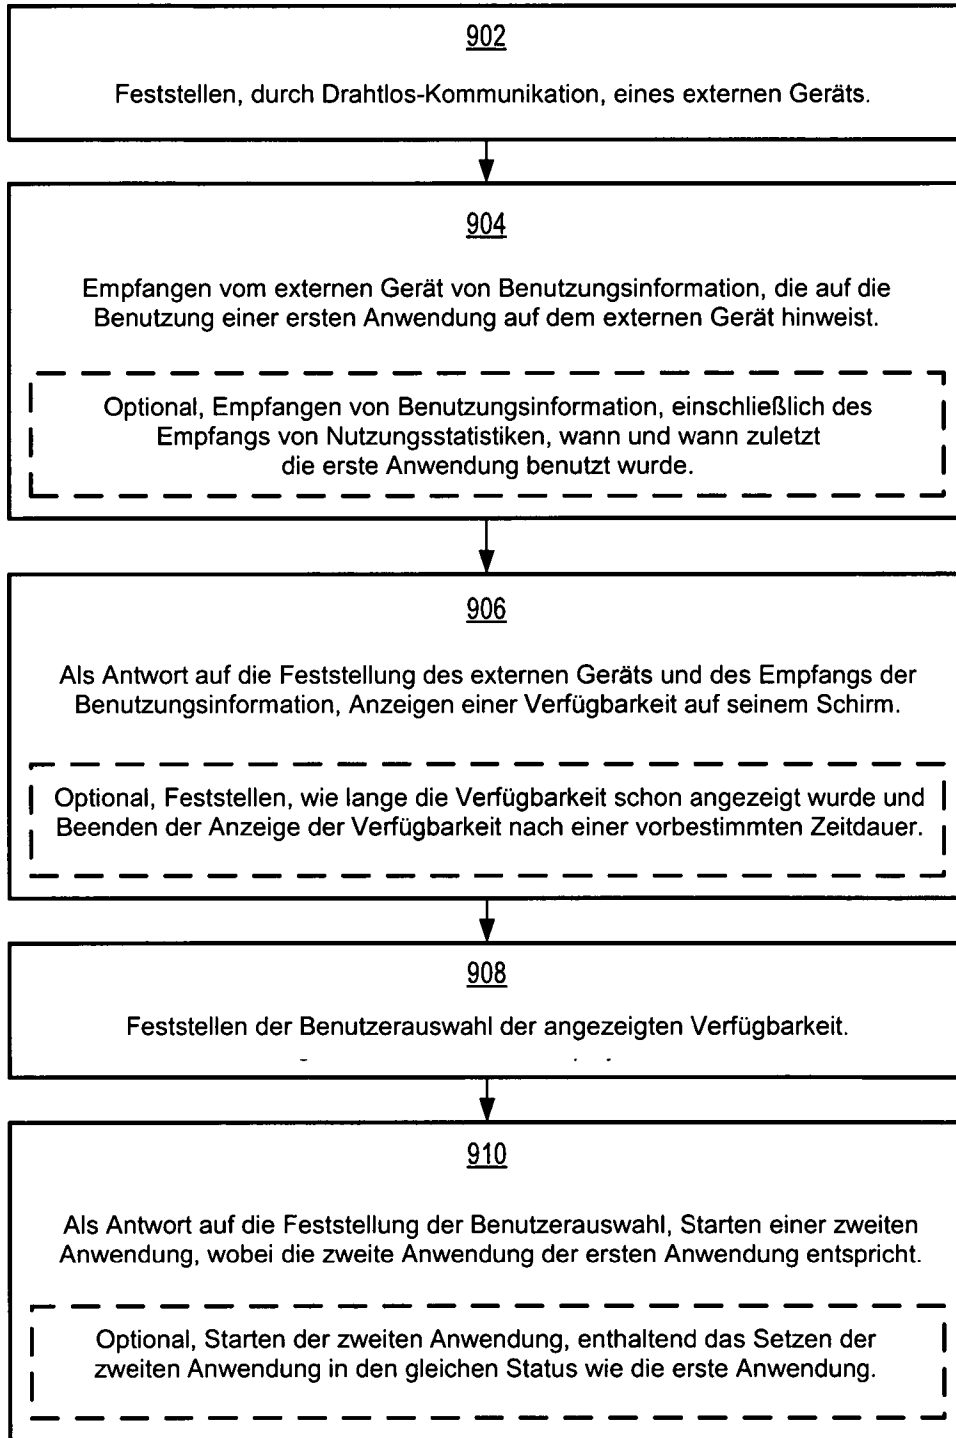 902
Feststellen, durch Drahtlos-Kommunikation, eines externen Geräts.
904
Empfangen vom externen Gerät von Benutzungsinformation, die auf die
Benutzung einer ersten Anwendung auf dem externen Gerät hinweist.
Optional, Empfangen von Benutzungsinformation, einschließlich des
Empfangs von Nutzungsstatistiken, wann und wann zuletzt
die erste Anwendung benutzt wurde.
906
Als Antwort auf die Feststellung des externen Geräts und des Empfangs der
Benutzungsinformation, Anzeigen einer Verfügbarkeit auf seinem Schirm.
Optional, Feststellen, wie lange die Verfügbarkeit schon angezeigt wurde und
Beenden der Anzeige der Verfügbarkeit nach einer vorbestimmten Zeitdauer.
908
Feststellen der Benutzerauswahl der angezeigten Verfügbarkeit.
910
Als Antwort auf die Feststellung der Benutzerauswahl, Starten einer zweiten
Anwendung, wobei die zweite Anwendung der ersten Anwendung entspricht.
Optional, Starten der zweiten Anwendung, enthaltend das Setzen der
zweiten Anwendung in den gleichen Status wie die erste Anwendung.